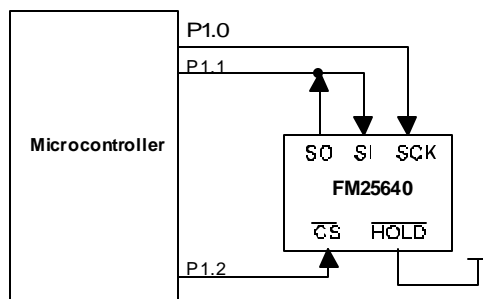 P1.0
P1.1
Microcontroller
SO SI SCK
FM25640
CS HOLD
P1.2